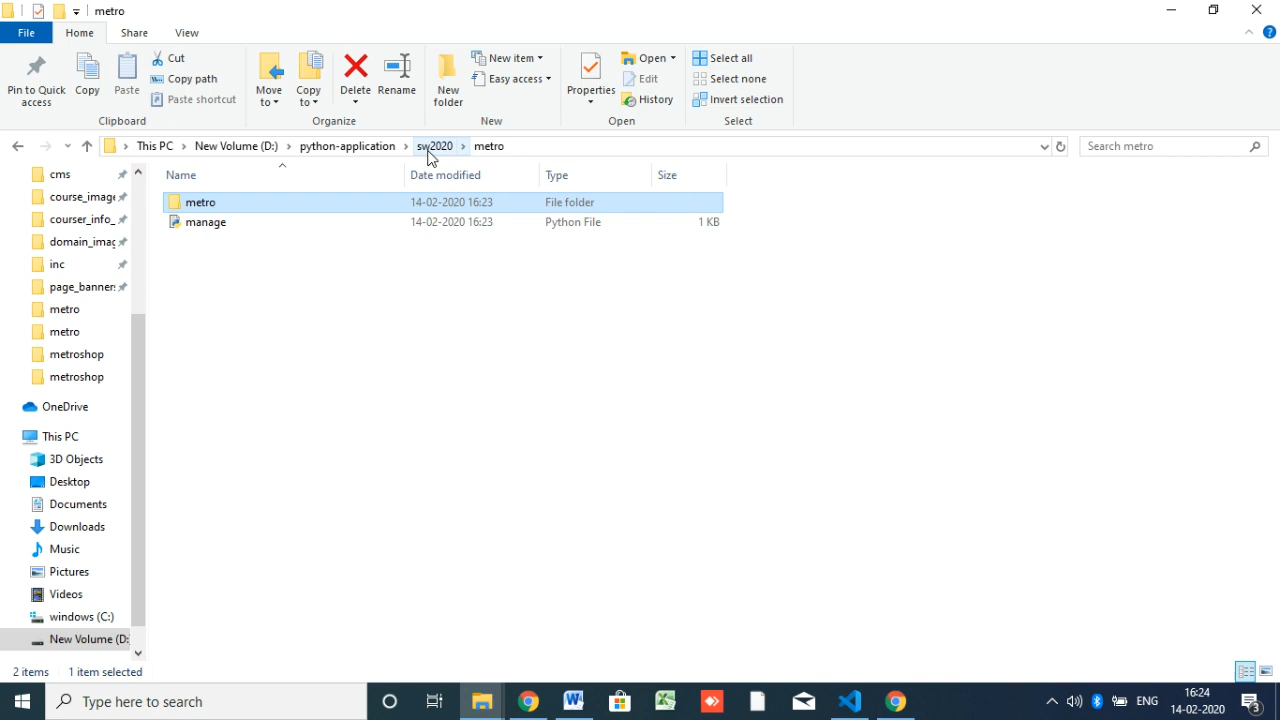 metro
File Home Share View
Pin to Quick access Copy Paste Cut Copy path Paste shortcut Move to Copy to Delete Rename New folder New item Easy access Properties Open Edit History Select all Select none Invert selection
Clipboard Organize New Open Select
This PC New Volume (D:) python-application sw2020 metro Search metro
Name Date modified Type Size
metro 14-02-2020 16:23 File folder
manage 14-02-2020 16:23 Python File 1 KB
cms
course_image
courser_info_
domain_imag
inc
page_banners
metro
metro
metroshop
metroshop
OneDrive
This PC
3D Objects
Desktop
Documents
Downloads
Music
Pictures
Videos
windows (C:)
New Volume (D:
2 items 1 item selected
Type here to search ENG 16:24
14-02-2020 3